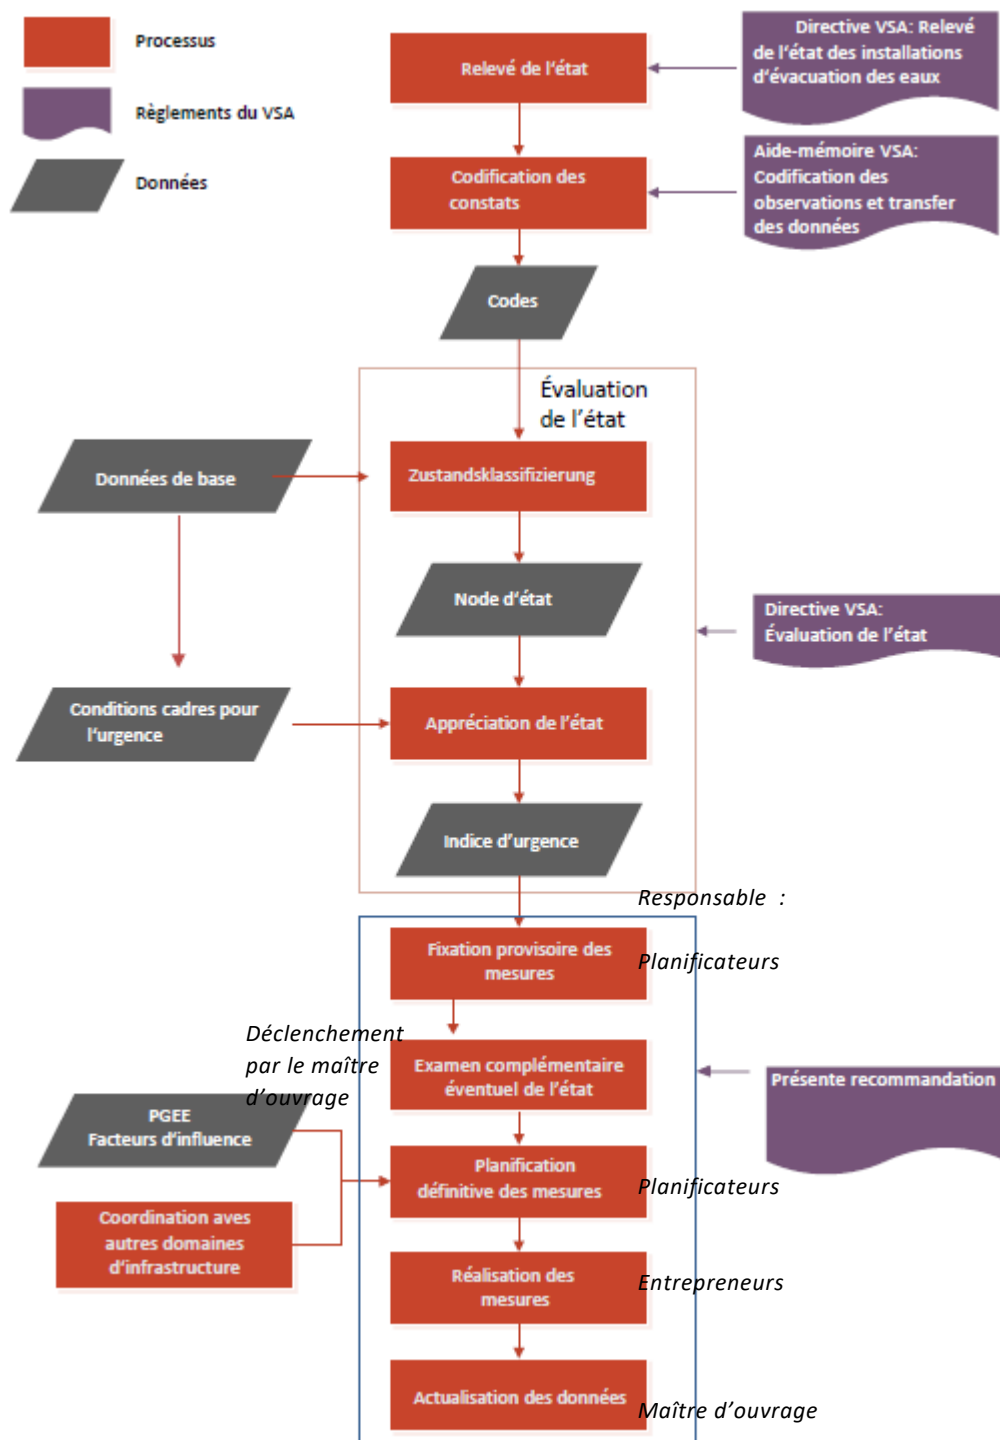 Processus
Règlements du VSA
Données
Relevé de l'état
Directive VSA: Relevé
de l'état des installations
d'évacuation des eaux
Codification des
constats
Aide-mémoire VSA:
Codification des
observations et transfer
des données
Codes
Évaluation
de l'état
Données de base
Zustandsklassifizierung
Node d'état
Directive VSA:
Évaluation de l'état
Conditions cadres pour
l'urgence
Appréciation de l'état
Indice d'urgence
Responsable :
Fixation provisoire des
mesures
Planificateurs
Déclenchement
par le maître
d'ouvrage
Examen complémentaire
éventuel de l'état
Présente recommandation
PGEE
Facteurs d'influence
Planification
définitive des mesures
Planificateurs
Coordination aves
autres domaines
d'infrastructure
Réalisation des
mesures
Entrepreneurs
Actualisation des données
Maître d'ouvrage